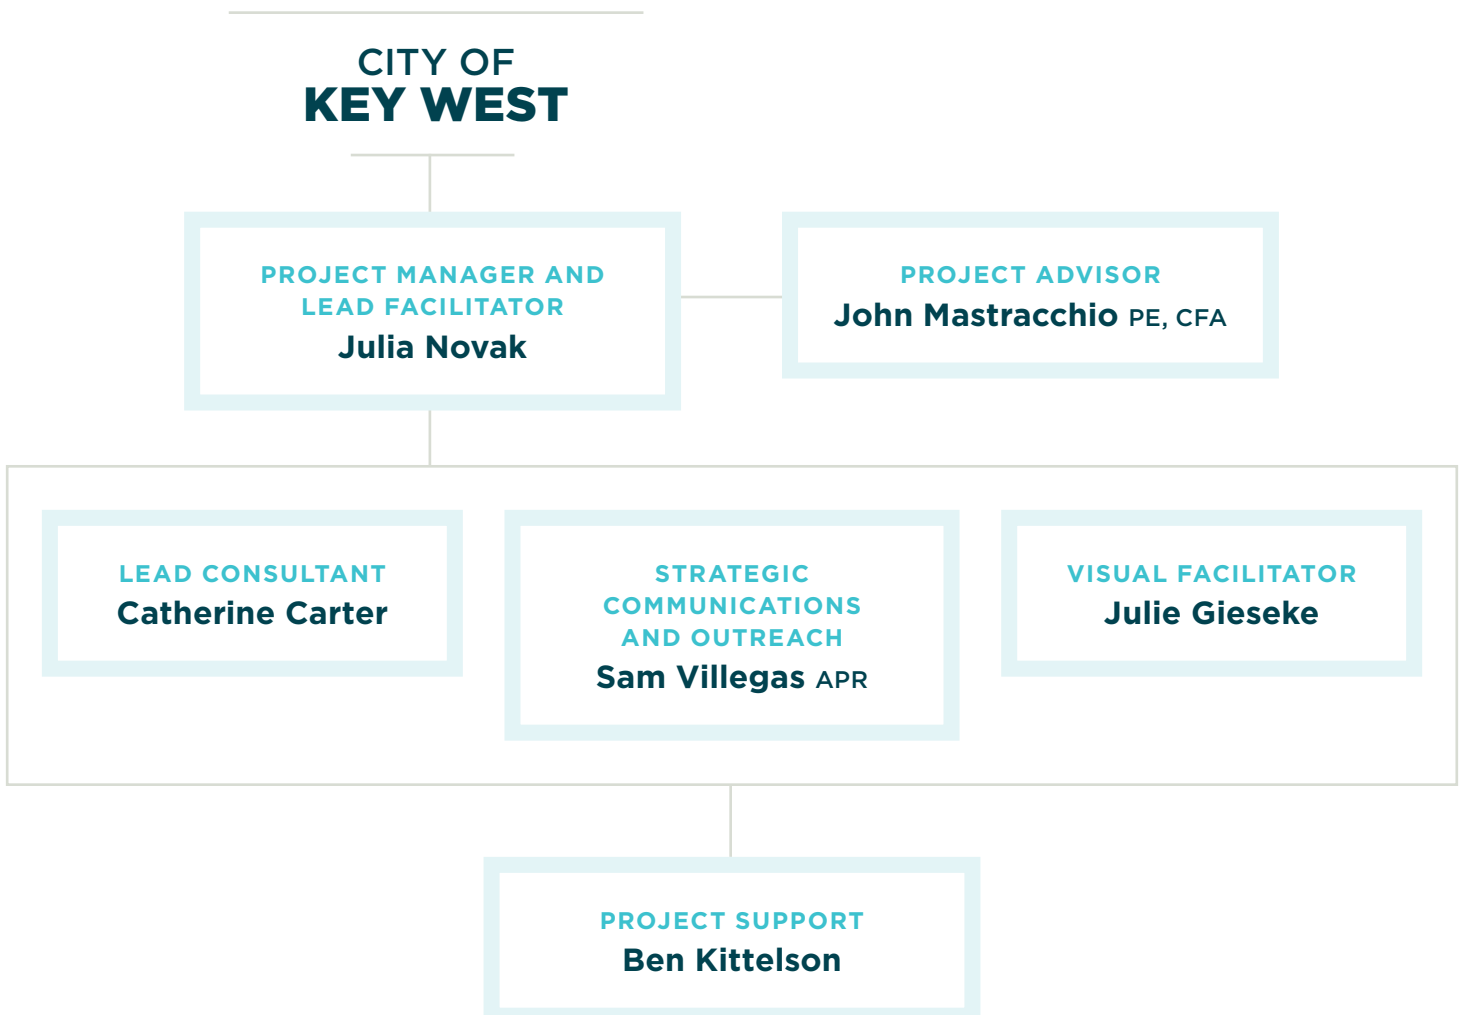 CITY OF
KEY WEST
PROJECT MANAGER AND
LEAD FACILITATOR
Julia Novak
PROJECT ADVISOR
John Mastracchio PE, CFA
LEAD CONSULTANT
Catherine Carter
STRATEGIC
COMMUNICATIONS
AND OUTREACH
Sam Villegas APR
VISUAL FACILITATOR
Julie Gieseke
PROJECT SUPPORT
Ben Kittelson